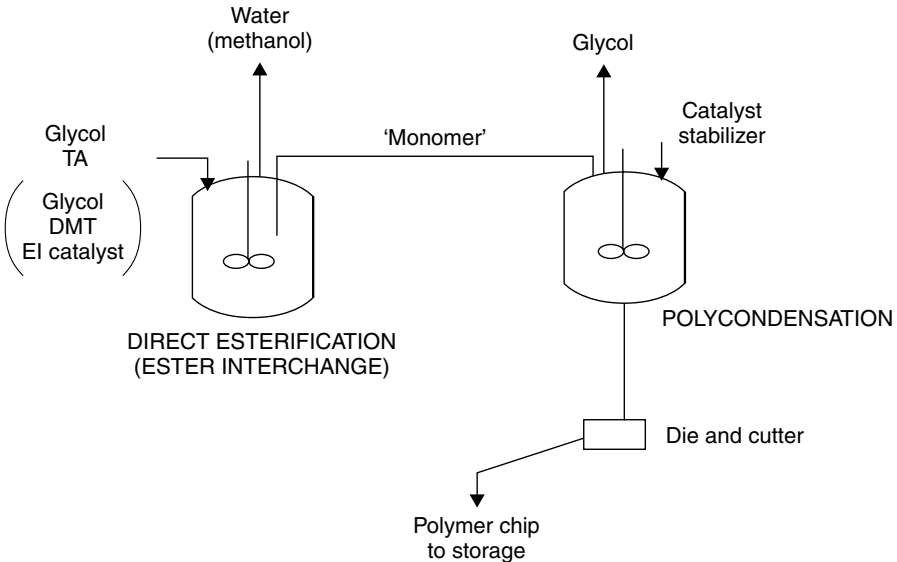 Water
(methanol)
Glycol
Catalyst
stabilizer
'Monomer'
Glycol
TA
Glycol
DMT
EI catalyst
DIRECT ESTERIFICATION
(ESTER INTERCHANGE)
POLYCONDENSATION
Die and cutter
Polymer chip
to storage